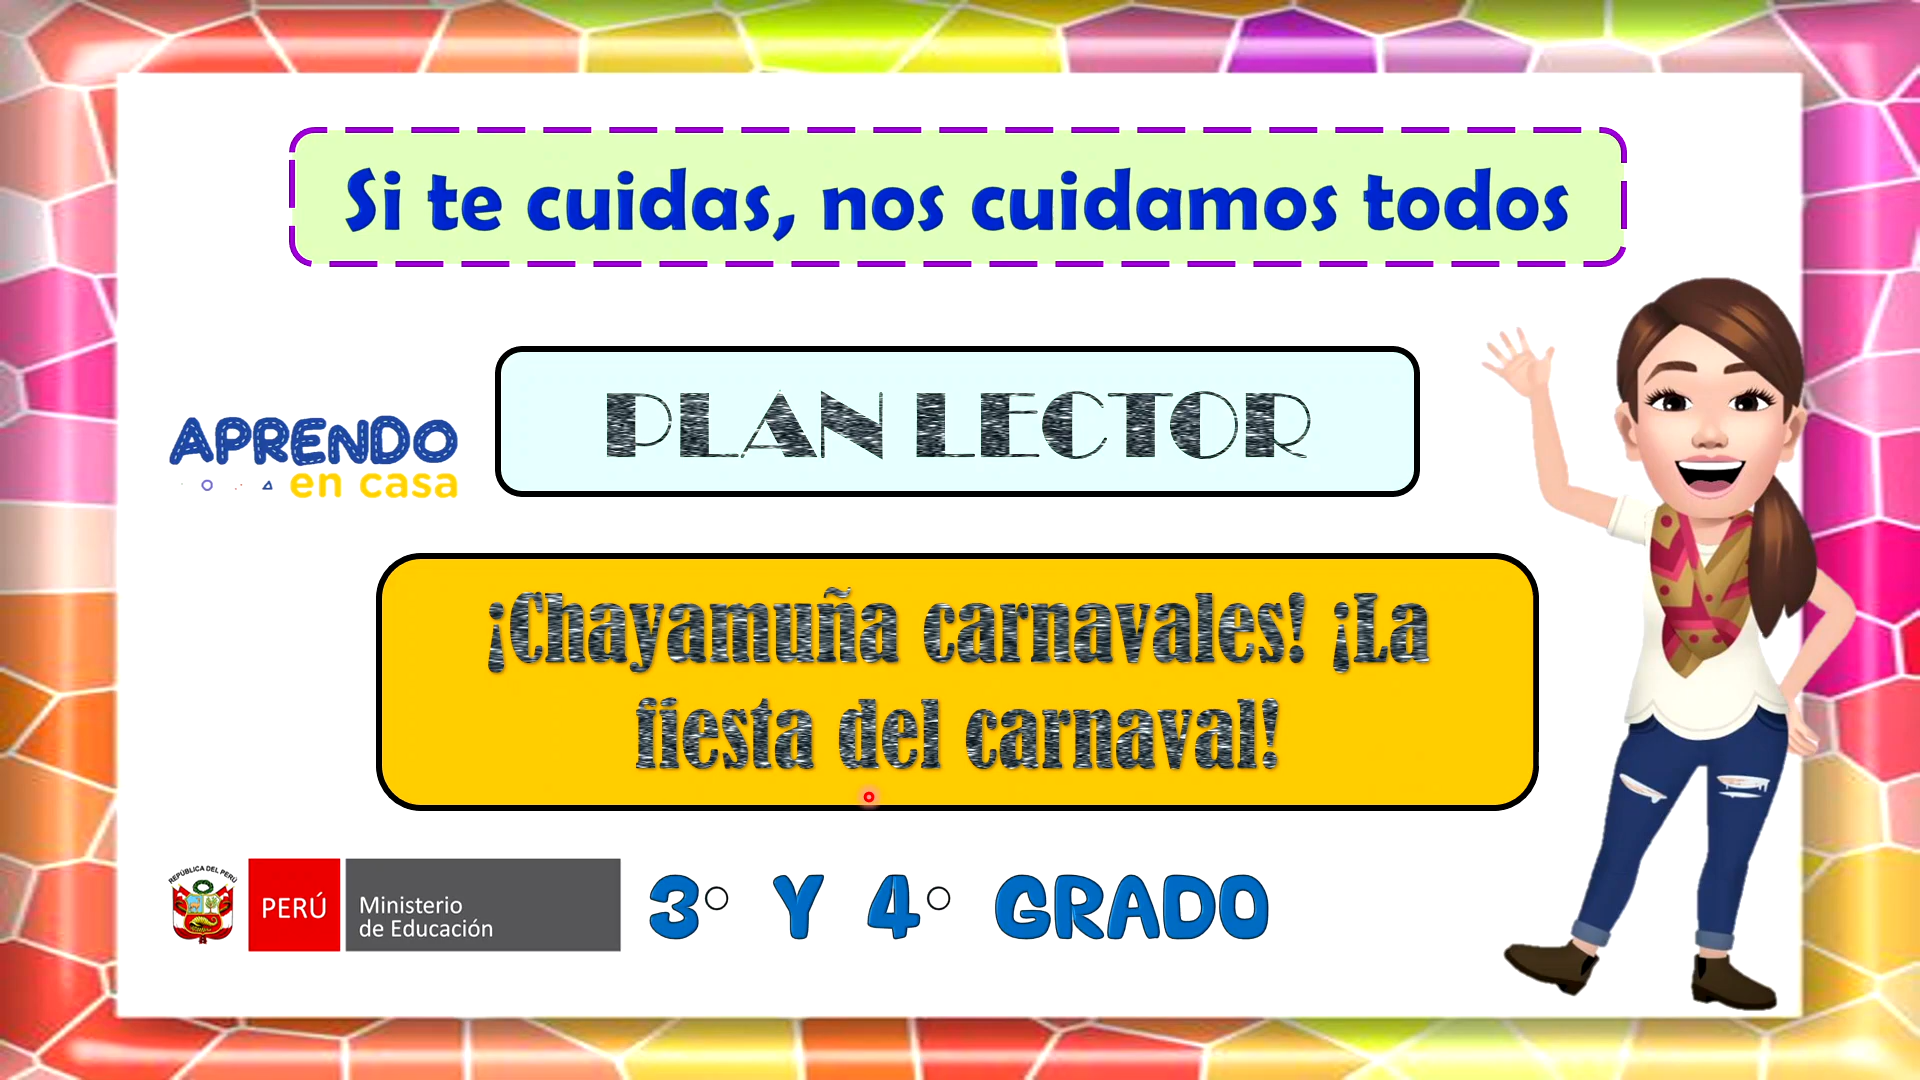 Si te cuidas, nos cuidamos todos
PLAN LECTOR
APRENDO
en casa
¡Chayamuña carnavales! ¡La
fiesta del carnaval!
REPÚBLICA DEL PERÚ
PERÚ
Ministerio
de Educación
3° Y 4° GRADO